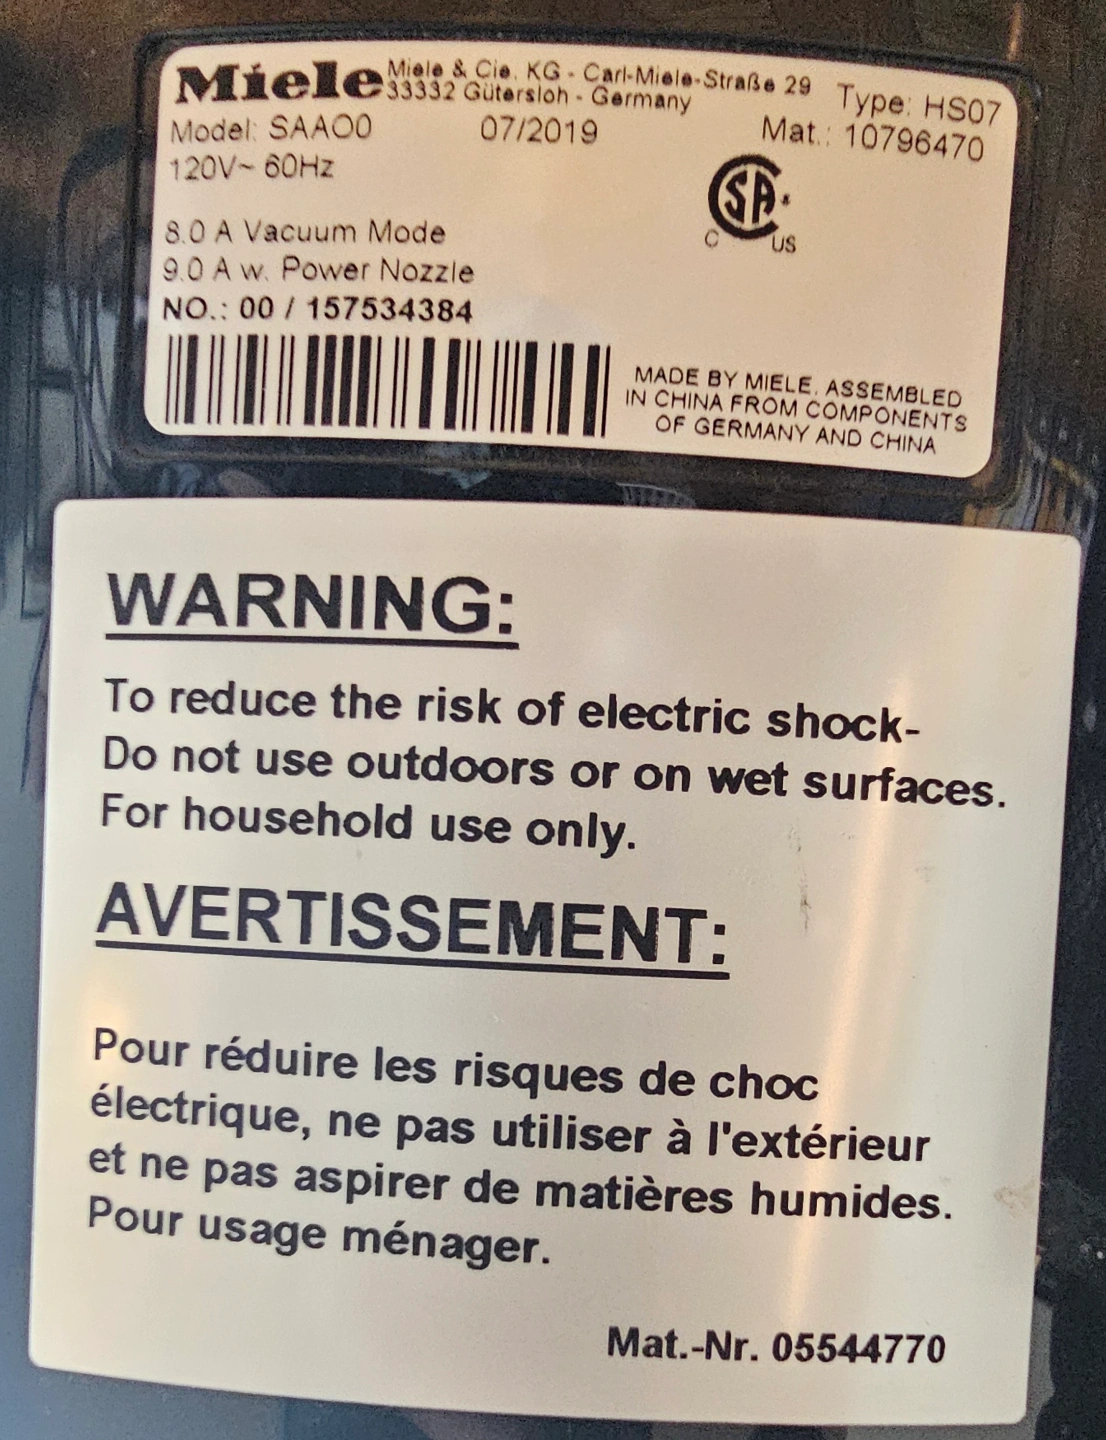 Miele Miele & Cie. KG - Carl-Miele-Straße 29
33332 Gütersloh - Germany
Type: HS07
Model: SAAO0 07/2019 Mat.: 10796470
120V~ 60Hz
CSA®
C US
8.0 A Vacuum Mode
9.0 A w. Power Nozzle
NO.: 00 / 157534384
MADE BY MIELE, ASSEMBLED
IN CHINA FROM COMPONENTS
OF GERMANY AND CHINA
WARNING:
To reduce the risk of electric shock-
Do not use outdoors or on wet surfaces.
For household use only.
AVERTISSEMENT:
Pour réduire les risques de choc
électrique, ne pas utiliser à l'extérieur
et ne pas aspirer de matières humides.
Pour usage ménager.
Mat.-Nr. 05544770